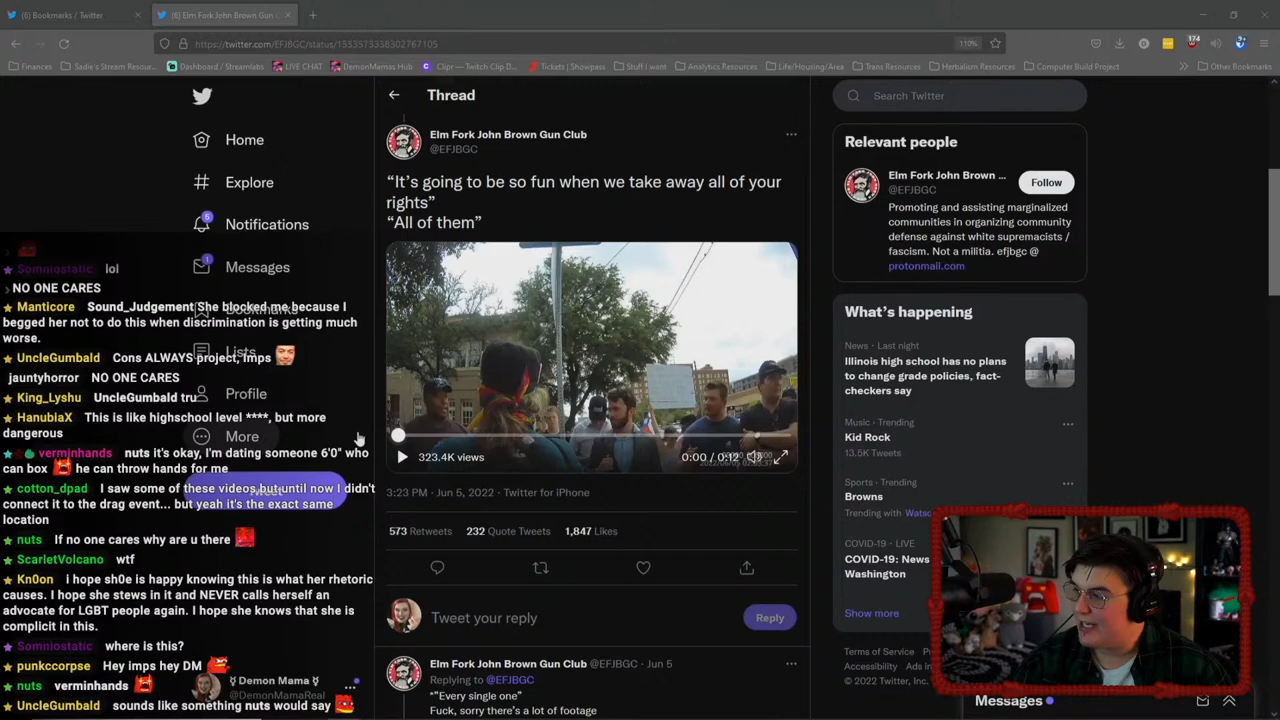 (6) Bookmarks / Twitter
(6) Elm Fork John Brown Gun C
https://twitter.com/EFJBGC/status/1533575338302767105
110%
174
Finances
Sadie's Stream Resour...
Dashboard / Streamlabs
LIVE CHAT
DemonMamas Hub
Clipr — Twitch Clip D...
Tickets | Showpass
Stuff I want
Analytics Resources
Life/Housing/Area
Trans Resources
Herbalism Resources
Computer Build Project
Other Bookmarks
Home
Explore
6
Notifications
1
Messages
Bookmarks
Lists
Profile
More
Demon Mama
@DemonMamaReal
Thread
Elm Fork John Brown Gun Club
@EFJBGC
“It’s going to be so fun when we take away all of your
rights”
“All of them”
323.4K views
0:00 / 0:12
3:23 PM · Jun 5, 2022 · Twitter for iPhone
573 Retweets 232 Quote Tweets 1,847 Likes
Tweet your reply
Reply
Elm Fork John Brown Gun Club @EFJBGC · Jun 5
Replying to @EFJBGC
“”Every single one”
Fuck, sorry there’s a lot of footage
Search Twitter
Relevant people
Elm Fork John Brown ...
@EFJBGC
Follow
Promoting and assisting marginalized
communities in organizing community
defense against white supremacists /
fascism. Not a militia. efjbgc @
protonmail.com
What’s happening
News · Last night
Illinois high school has no plans
to change grade policies, fact-
checkers say
Music · Trending
Kid Rock
13.5K Tweets
Sports · Trending
Browns
Trending with Watso
COVID-19 · LIVE
COVID-19: News
Washington
Show more
Terms of Service
Accessibility Ads in
© 2022 Twitter, Inc.
Messages
Somniostatic lol
NO ONE CARES
Manticore Sound_Judgement She blocked me because I
begged her not to do this when discrimination is getting much
worse.
UncleGumbald Cons ALWAYS project, Imps
jauntyhorror NO ONE CARES
King_Lyshu UncleGumbald tru
HanubiaX This is like highschool level ****, but more
dangerous
verminhands nuts it's okay, I'm dating someone 6'0" who
can box he can throw hands for me
cotton_dpad I saw some of these videos but until now I didn't
connect it to the drag event... but yeah it's the exact same
location
nuts If no one cares why are u there
ScarletVolcano wtf
Kn0on i hope sh0e is happy knowing this is what her rhetoric
causes. I hope she stews in it and NEVER calls herself an
advocate for LGBT people again. I hope she knows that she is
complicit in this.
Somniostatic where is this?
punkccorpse Hey imps hey DM
nuts verminhands
UncleGumbald sounds like something nuts would say